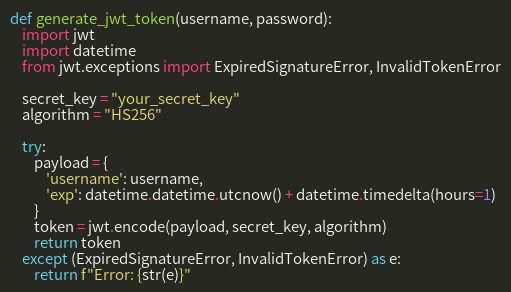 def generate_jwt_token(username, password):
    import jwt
    import datetime
    from jwt.exceptions import ExpiredSignatureError, InvalidTokenError

    secret_key = "your_secret_key"
    algorithm = "HS256"

    try:
        payload = {
            'username': username,
            'exp': datetime.datetime.utcnow() + datetime.timedelta(hours=1)
        }
        token = jwt.encode(payload, secret_key, algorithm)
        return token
    except (ExpiredSignatureError, InvalidTokenError) as e:
        return f"Error: {str(e)}"